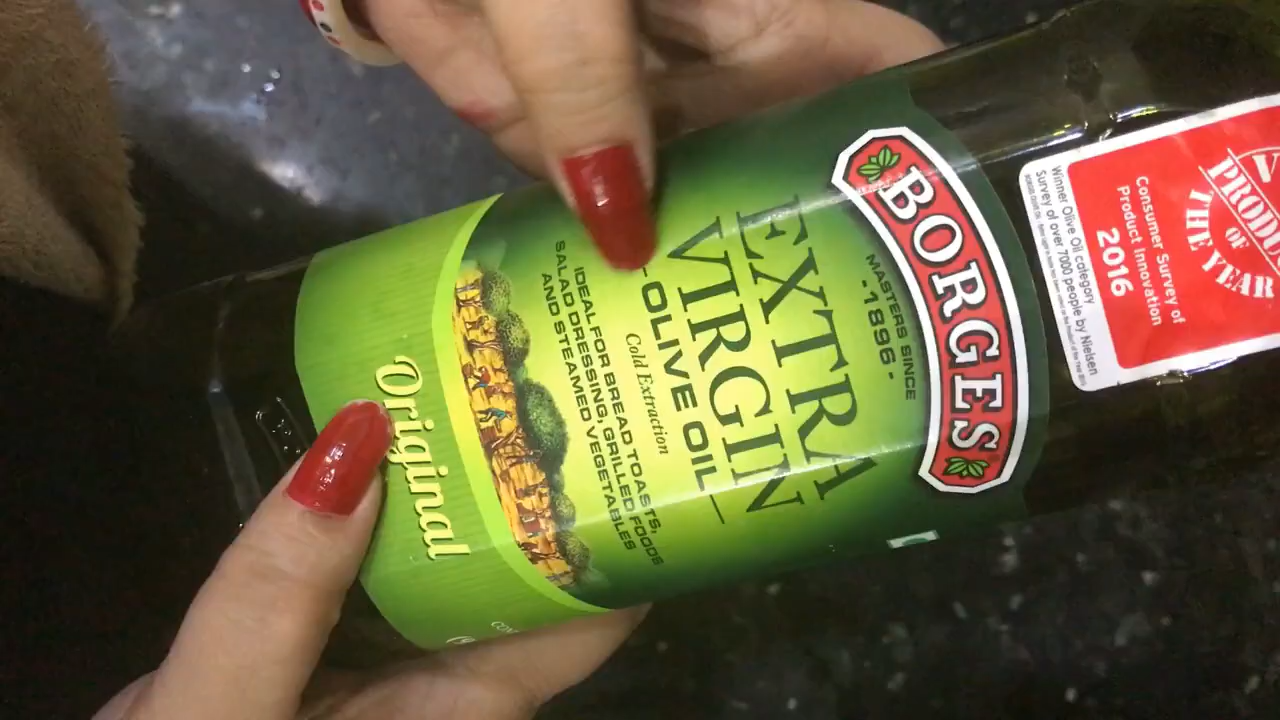 PRODU
OF
THE YEAR
Consumer Survey of
Product Innovation
2016
Winner Olive Oil category
Survey of over 7000 people by Nielsen
BORGES
MASTERS SINCE
-1896-
EXTRA
VIRGIN
OLIVE OIL
Cold Extraction
IDEAL FOR BREAD TOASTS,
SALAD DRESSING, GRILLED FOODS
AND STEAMED VEGETABLES
Original